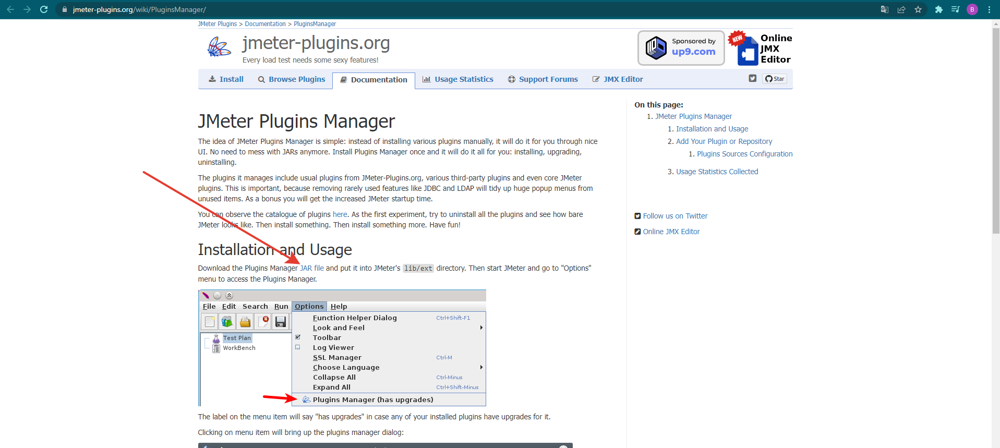 jmeter-plugins.org/wiki/PluginsManager/
B
JMeter Plugins > Documentation > PluginsManager
jmeter-plugins.org
Every load test needs some sexy features!
Sponsored by
up9.com
NEW
Online
JMX
Editor
Install
Browse Plugins
Documentation
Usage Statistics
Support Forums
JMX Editor
Star
JMeter Plugins Manager
The idea of JMeter Plugins Manager is simple: instead of installing various plugins manually, it will do it for you through nice
UI. No need to mess with JARs anymore. Install Plugins Manager once and it will do it all for you: installing, upgrading,
uninstalling.
The plugins it manages include usual plugins from JMeter-Plugins.org, various third-party plugins and even core JMeter
plugins. This is important, because removing rarely used features like JDBC and LDAP will tidy up huge popup menus from
unused items. As a bonus you will get the increased JMeter startup time.
You can observe the catalogue of plugins here. As the first experiment, try to uninstall all the plugins and see how bare
JMeter looks like. Then install something. Then install something more. Have fun!
Installation and Usage
Download the Plugins Manager JAR file and put it into JMeter's lib/ext directory. Then start JMeter and go to "Options"
menu to access the Plugins Manager.
File Edit Search Run Options Help
Function Helper Dialog Ctrl+Shift-F1
Look and Feel
Toolbar
Log Viewer
SSL Manager Ctrl-M
Choose Language
Collapse All Ctrl-Minus
Expand All Ctrl+Shift-Minus
Plugins Manager (has upgrades)
Test Plan
WorkBench
The label on the menu item will say "has upgrades" in case any of your installed plugins have upgrades for it.
Clicking on menu item will bring up the plugins manager dialog:
On this page:
1. JMeter Plugins Manager
1. Installation and Usage
2. Add Your Plugin or Repository
1. Plugins Sources Configuration
3. Usage Statistics Collected
Follow us on Twitter
Online JMX Editor